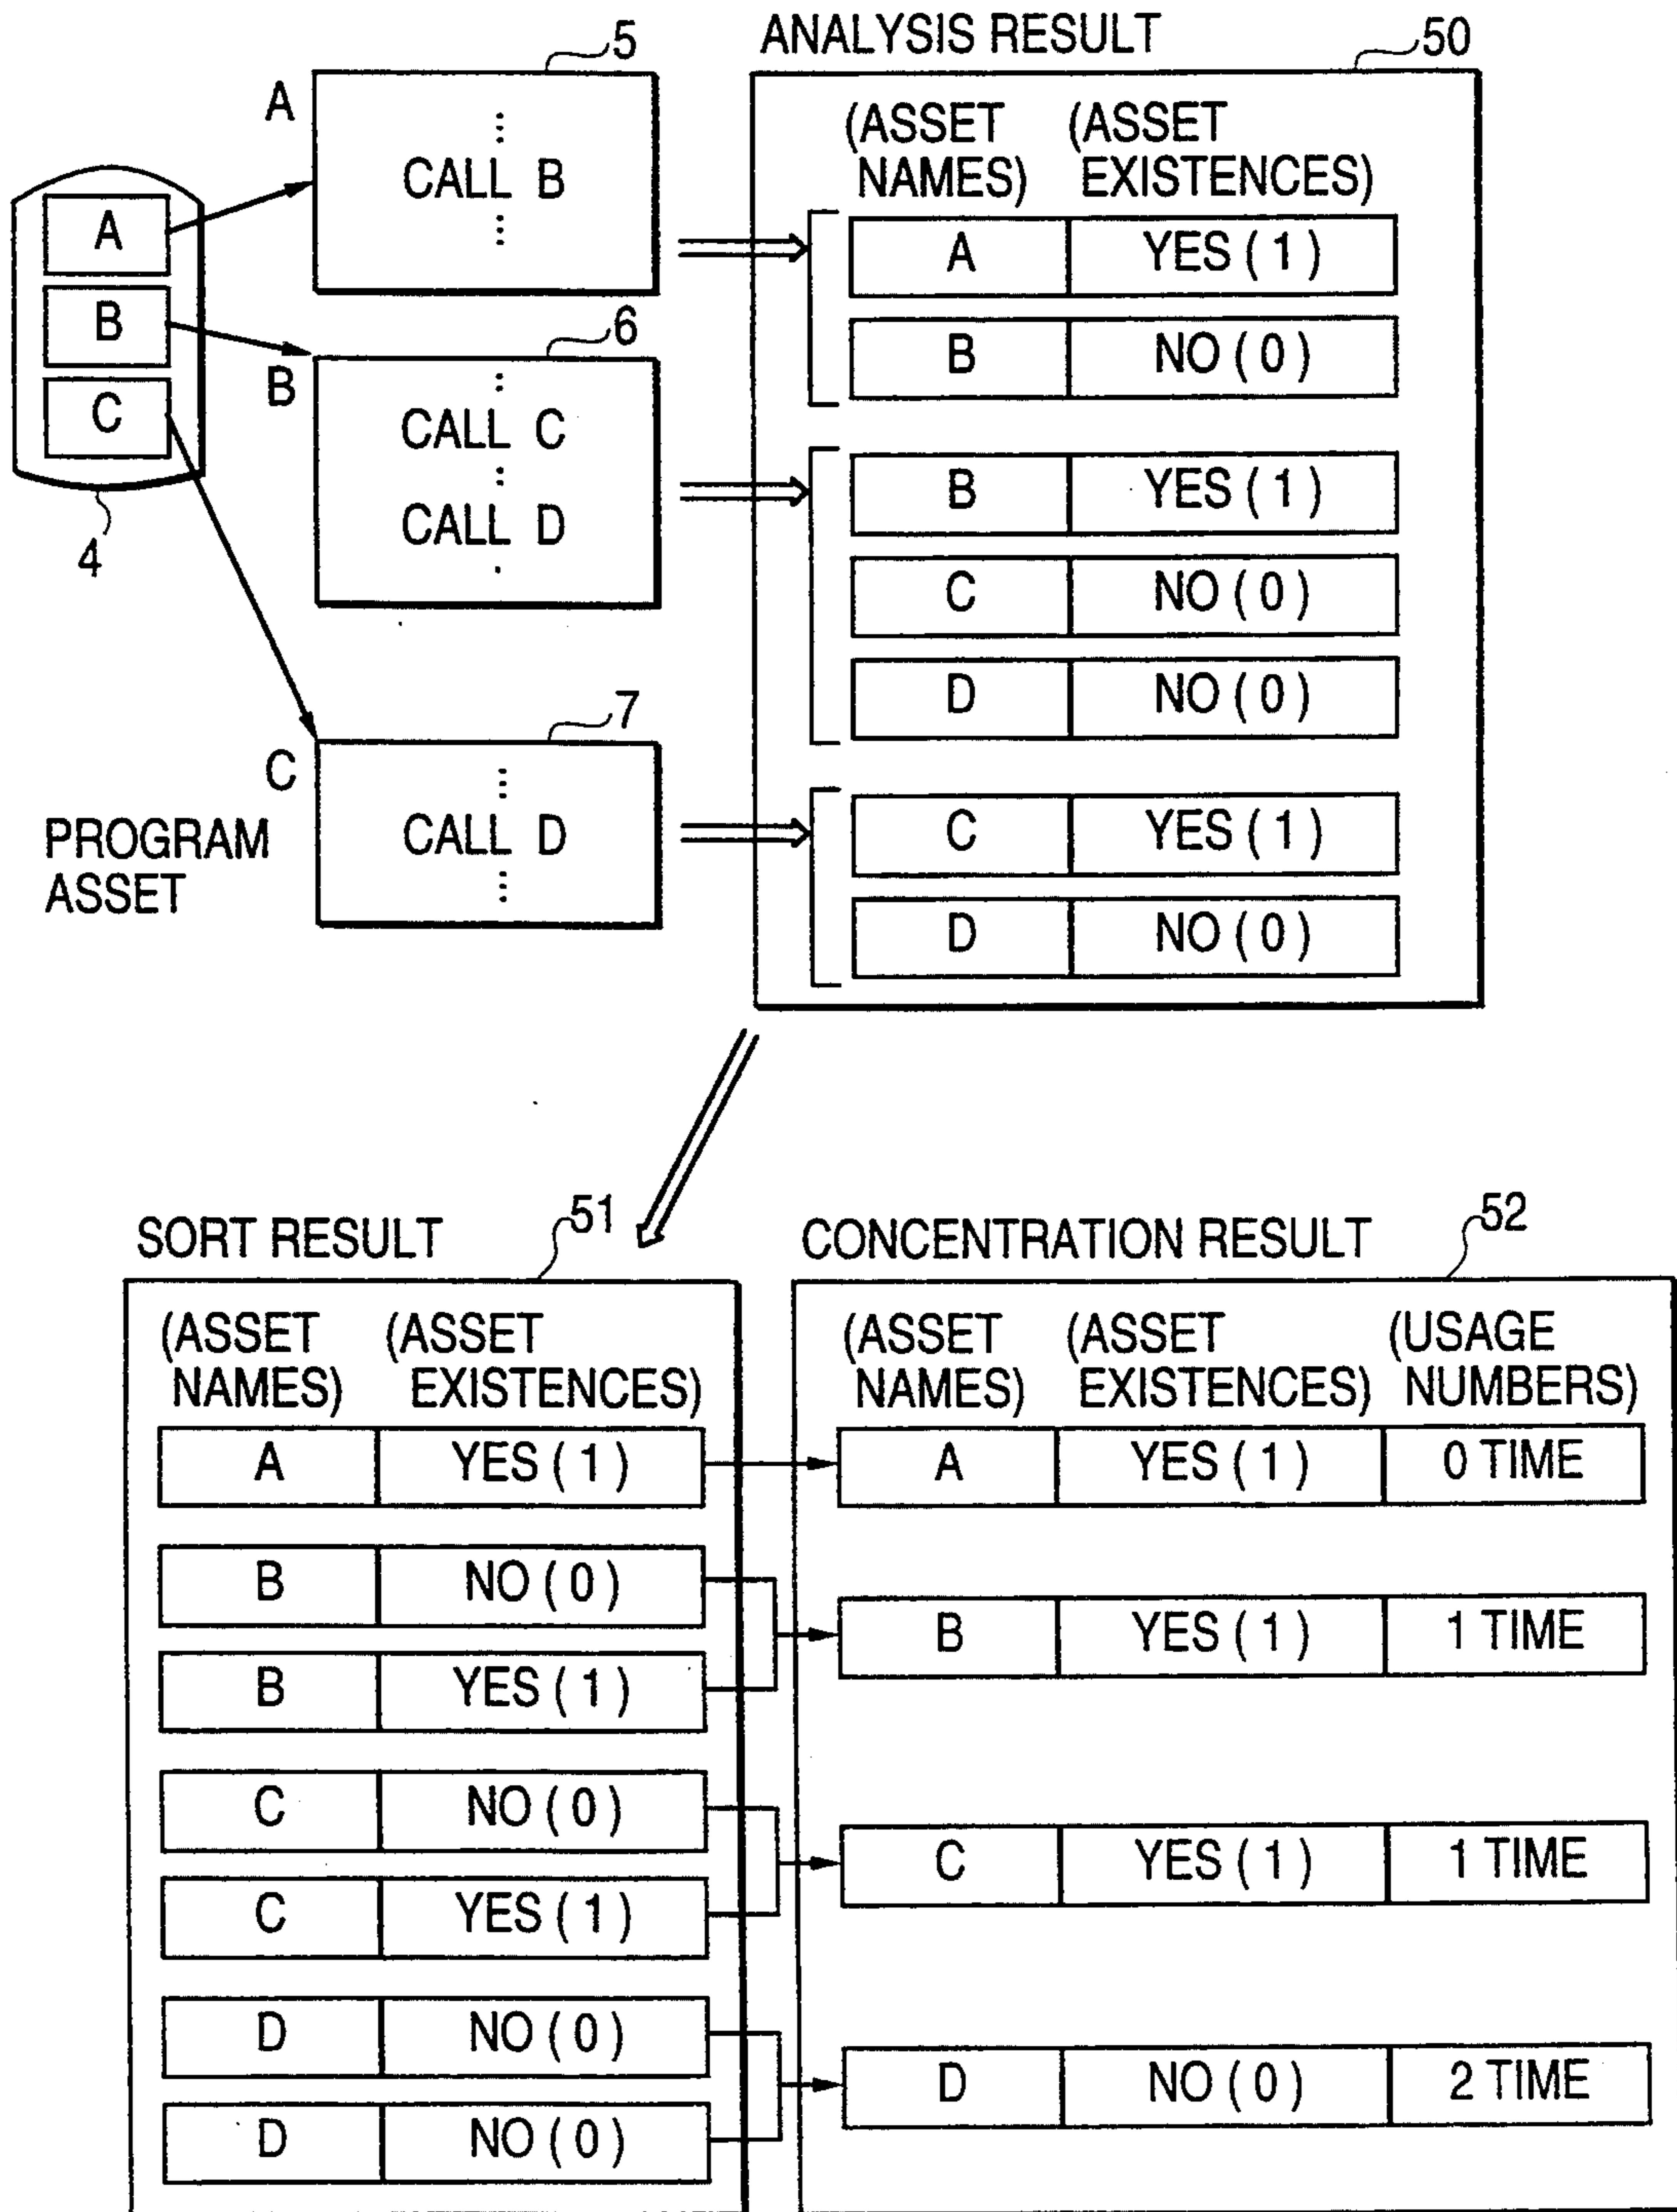 ANALYSIS RESULT
50
5
A
⋮
CALL B
⋮
A
B
C
4
6
B
⋮
CALL C
⋮
CALL D
.
7
C
⋮
CALL D
⋮
PROGRAM
ASSET
(ASSET NAMES) (ASSET EXISTENCES)
A YES ( 1 )
B NO ( 0 )
B YES ( 1 )
C NO ( 0 )
D NO ( 0 )
C YES ( 1 )
D NO ( 0 )
SORT RESULT
51
(ASSET NAMES) (ASSET EXISTENCES)
A YES ( 1 )
B NO ( 0 )
B YES ( 1 )
C NO ( 0 )
C YES ( 1 )
D NO ( 0 )
D NO ( 0 )
CONCENTRATION RESULT
52
(ASSET NAMES) (ASSET EXISTENCES) (USAGE NUMBERS)
A YES ( 1 ) 0 TIME
B YES ( 1 ) 1 TIME
C YES ( 1 ) 1 TIME
D NO ( 0 ) 2 TIME